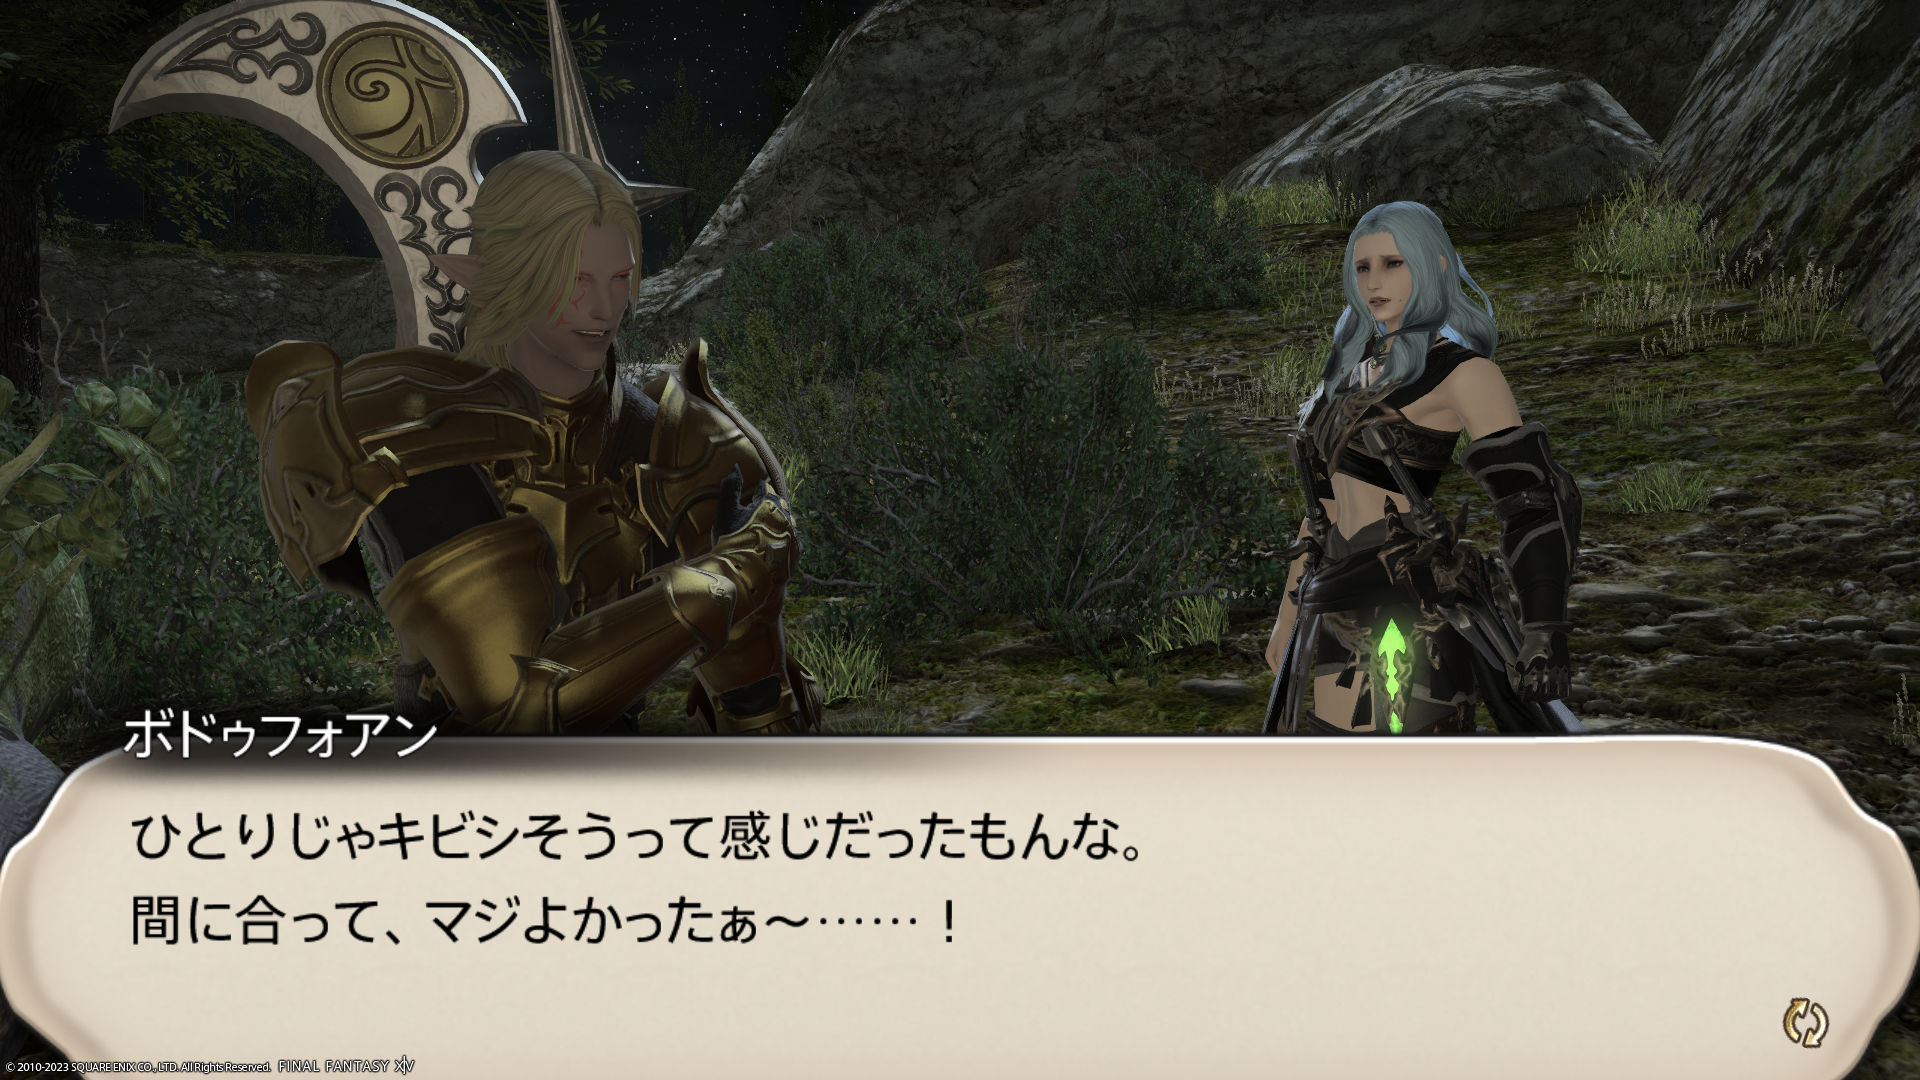 ボドゥフォアン
ひとりじゃキビシそうって感じだったもんな。
間に合って、マジよかったぁ～……！
© 2010-2023 SQUARE ENIX CO., LTD. All Rights Reserved. FINAL FANTASY XIV